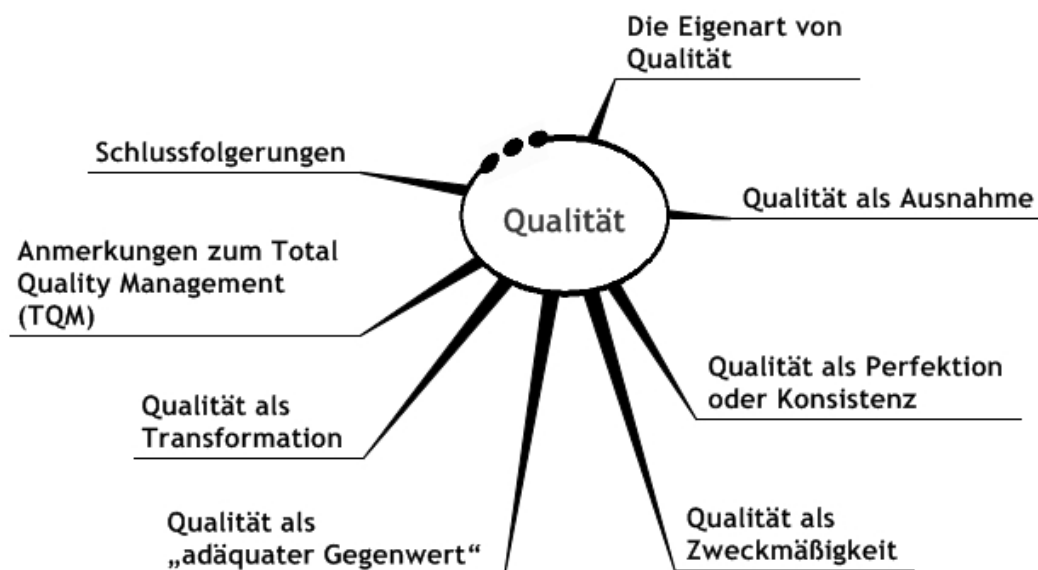 Die Eigenart von
Qualität
Qualität als Ausnahme
Qualität als Perfektion
oder Konsistenz
Qualität als
Zweckmäßigkeit
Qualität als
„adäquater Gegenwert“
Qualität als
Transformation
Anmerkungen zum Total
Quality Management
(TQM)
Schlussfolgerungen
Qualität